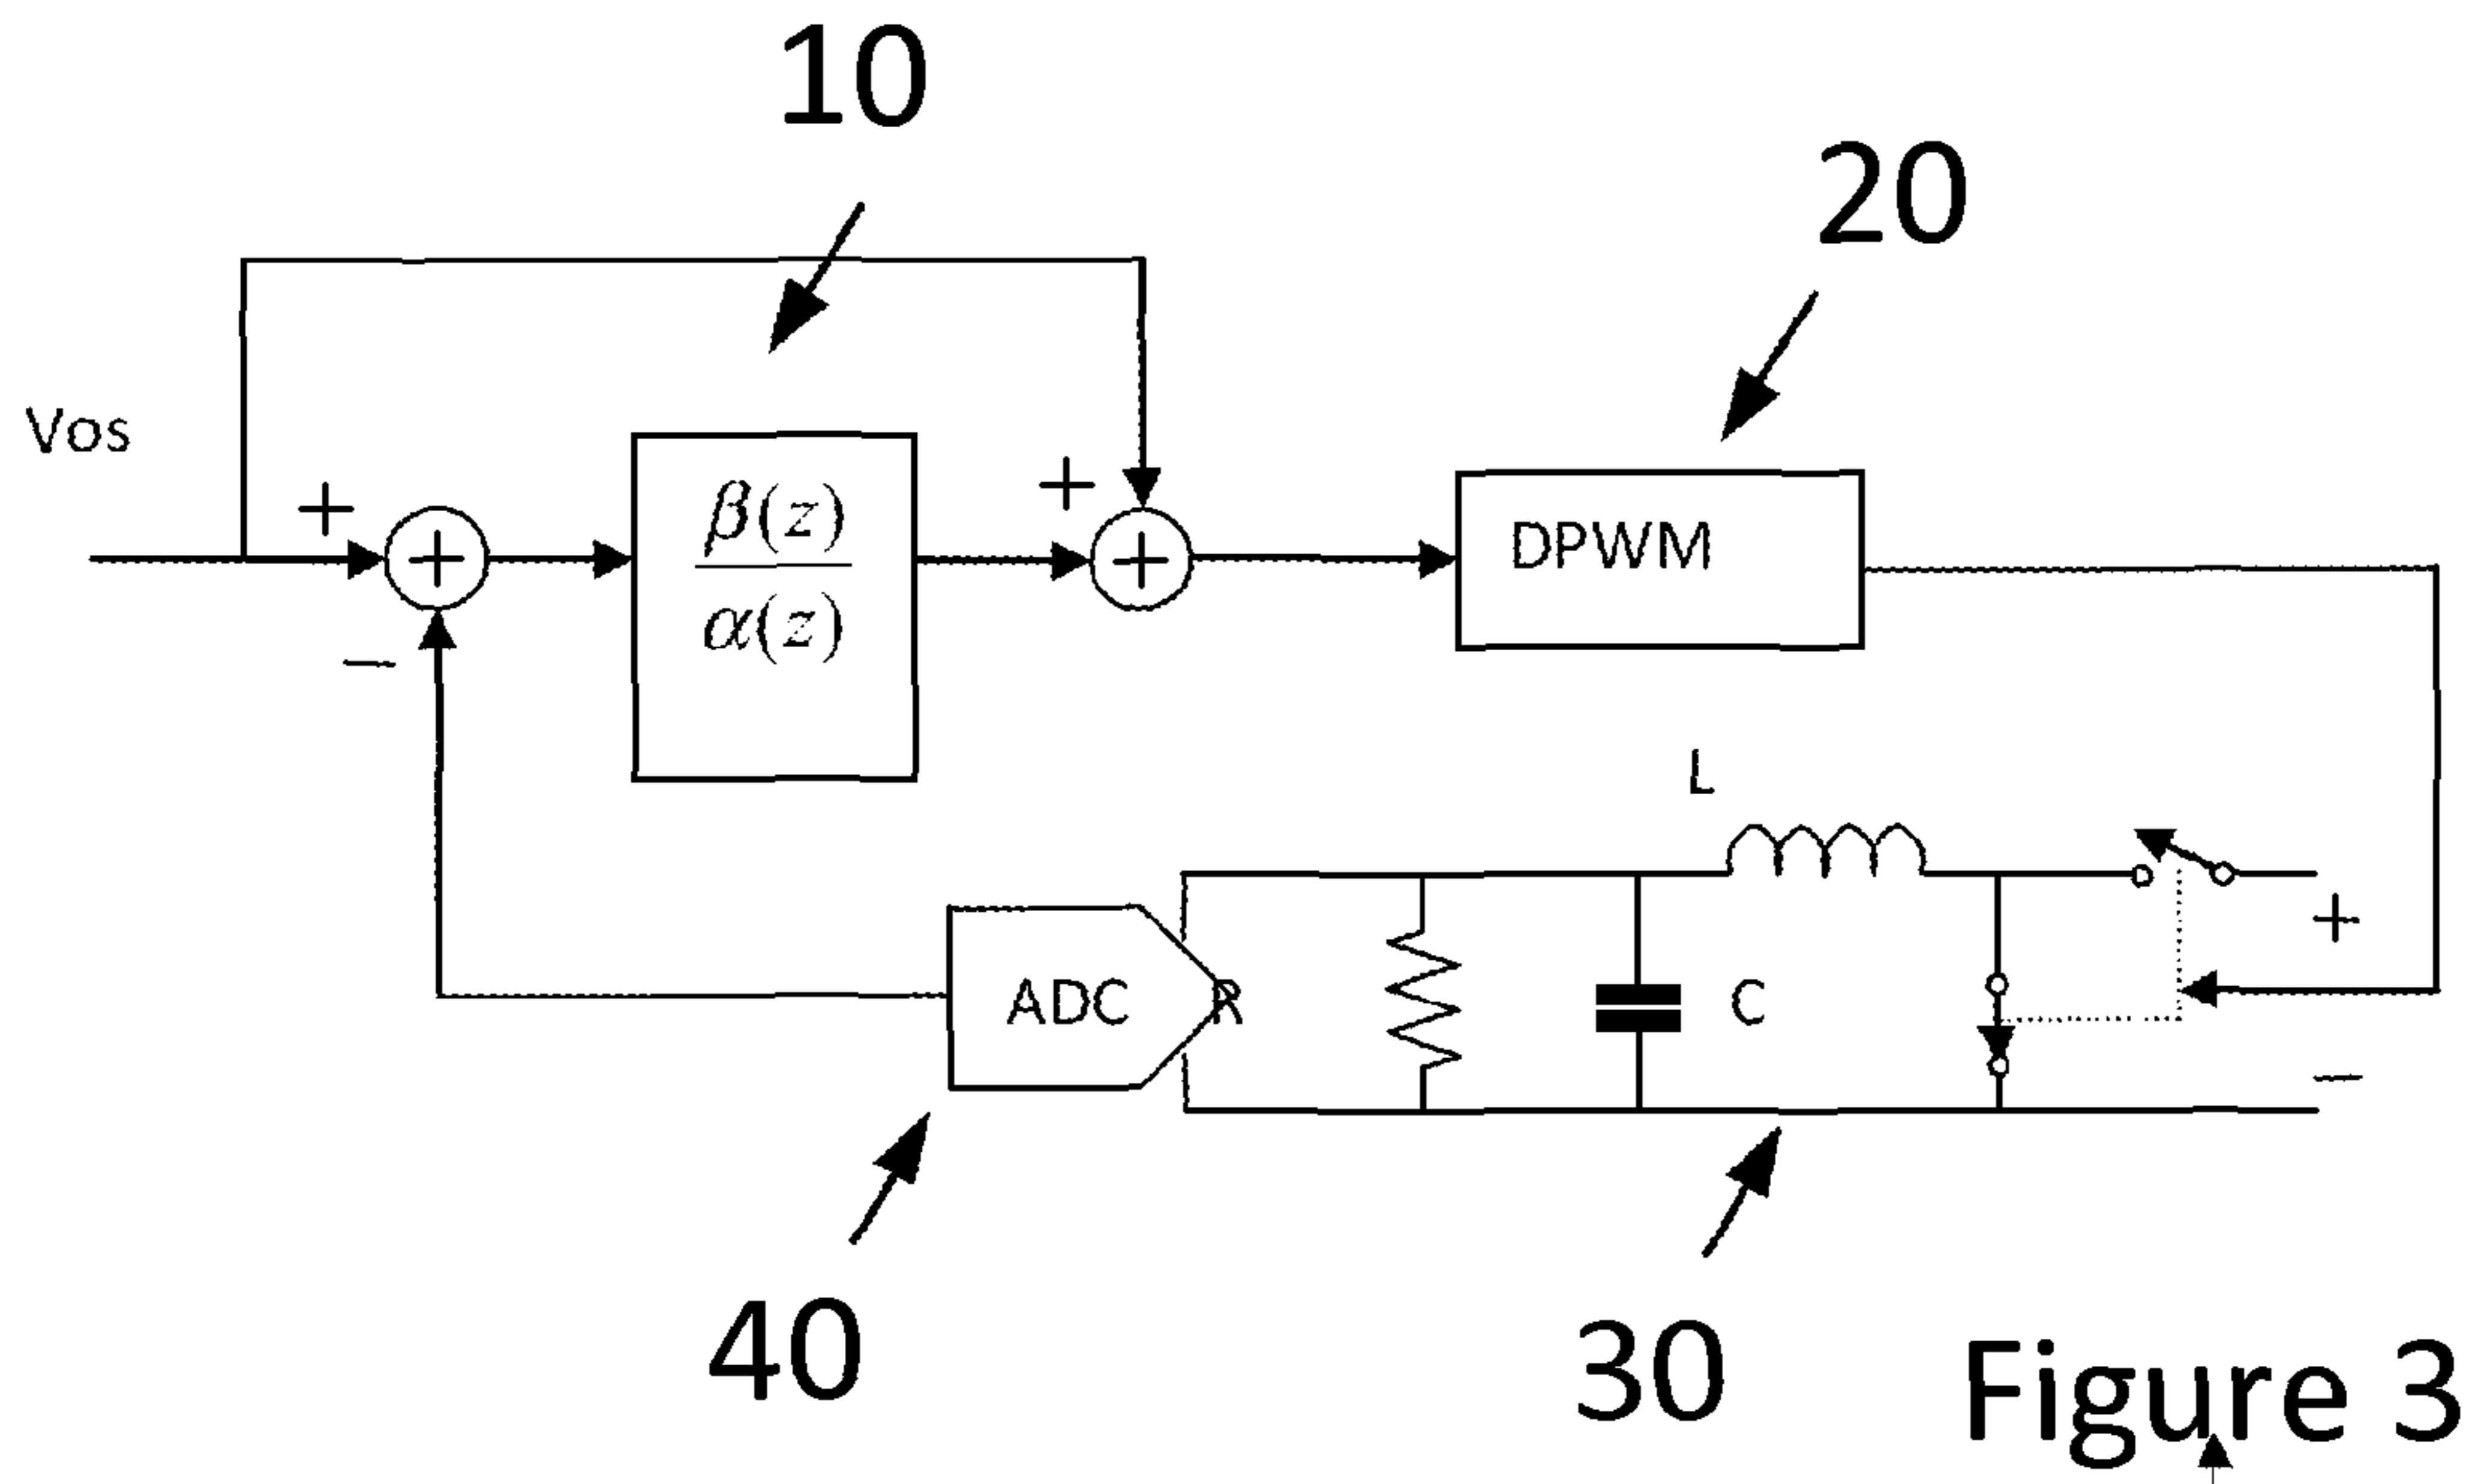 10
20
Vos
+
+
+
+
β(z)
α(z)
DPWM
−
L
+
ADC
R
C
−
40
30
Figure 3